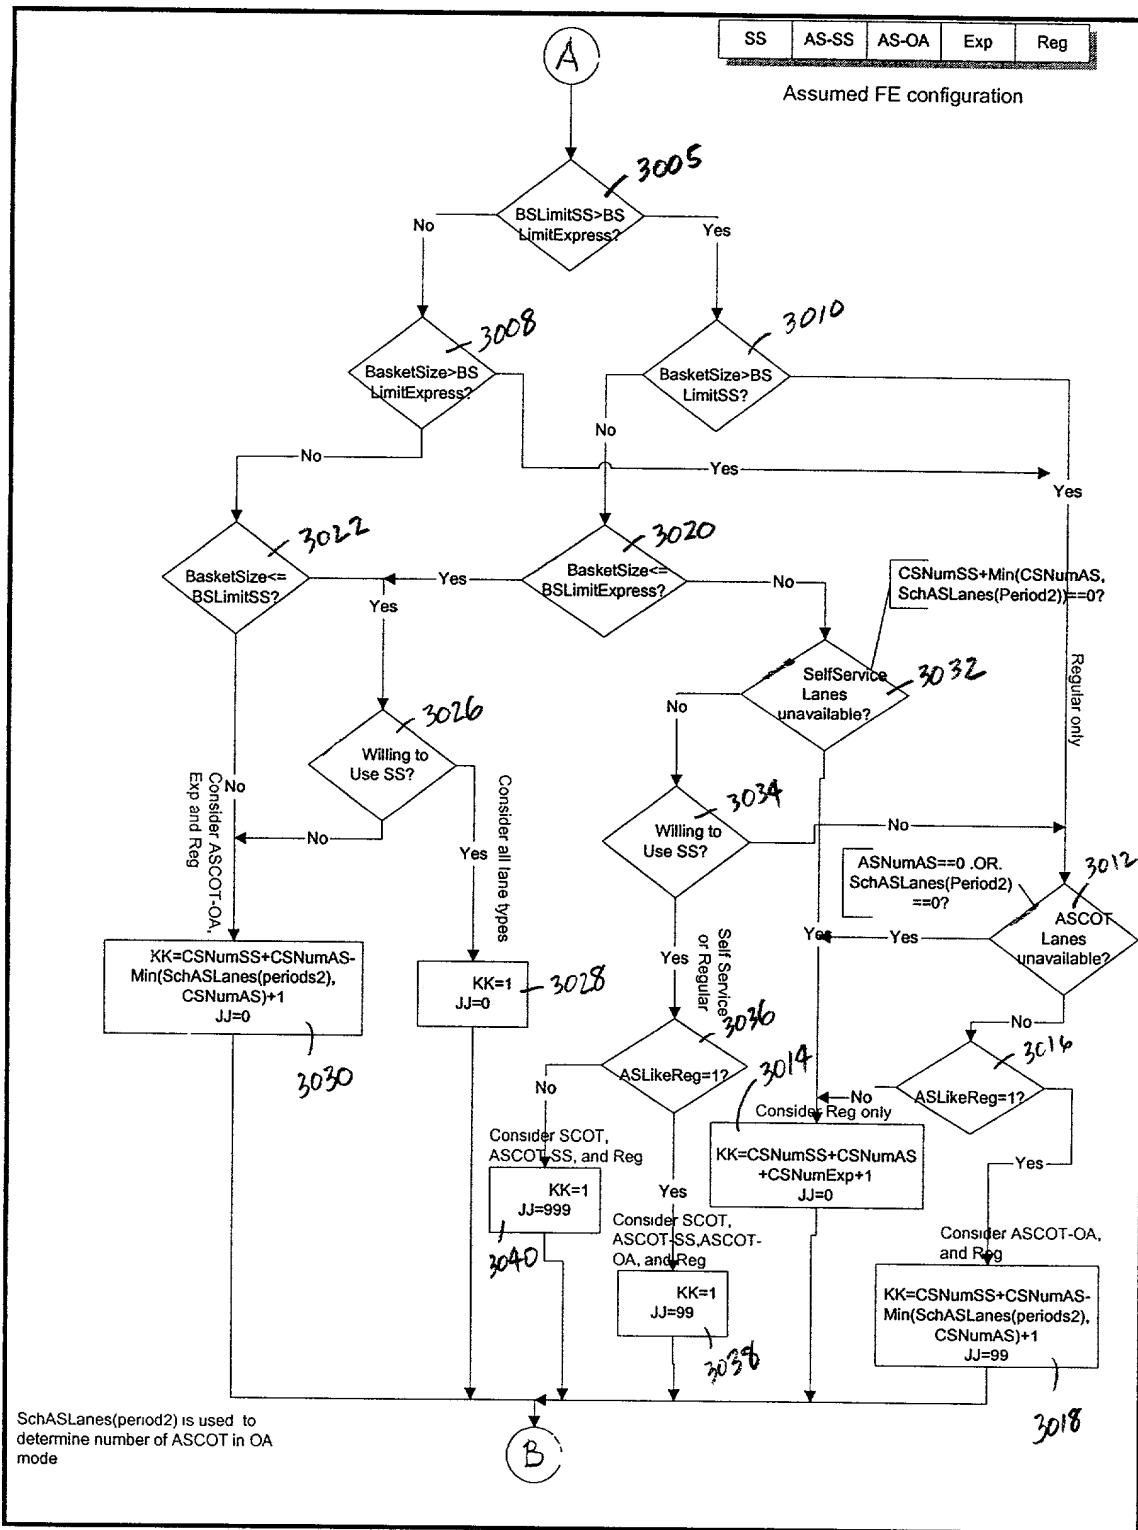 A
SS AS-SS AS-OA Exp Reg
Assumed FE configuration
3005
BSLimitSS>BS
LimitExpress?
No
Yes
3008
BasketSize>BS
LimitExpress?
3010
BasketSize>BS
LimitSS?
No
No
Yes
Yes
3022
BasketSize<=
BSLimitSS?
3020
BasketSize<=
BSLimitExpress?
Yes
Yes
No
CSNumSS+Min(CSNumAS,
SchASLanes(Period2))==0?
3032
SelfService
Lanes
unavailable?
Regular only
No
3026
Willing to
Use SS?
No
Consider ASCOT-OA,
Exp and Reg
No
Yes
Consider all lane types
3034
Willing to
Use SS?
No
ASNumAS==0 .OR.
SchASLanes(Period2)
==0?
3012
ASCOT
Lanes
unavailable?
Yes
Yes
Yes
Self Service
or Regular
No
KK=CSNumSS+CSNumAS-
Min(SchASLanes(periods2),
CSNumAS)+1
JJ=0
3030
KK=1
JJ=0
3028
3036
ASLikeReg=1?
No
3014
3016
ASLikeReg=1?
No
Consider Reg only
KK=CSNumSS+CSNumAS
+CSNumExp+1
JJ=0
Yes
Consider SCOT,
ASCOT-SS, and Reg
KK=1
JJ=999
3040
Yes
Consider SCOT,
ASCOT-SS,ASCOT-
OA, and Reg
KK=1
JJ=99
3038
Consider ASCOT-OA,
and Reg
KK=CSNumSS+CSNumAS-
Min(SchASLanes(periods2),
CSNumAS)+1
JJ=99
3018
SchASLanes(period2) is used to
determine number of ASCOT in OA
mode
B